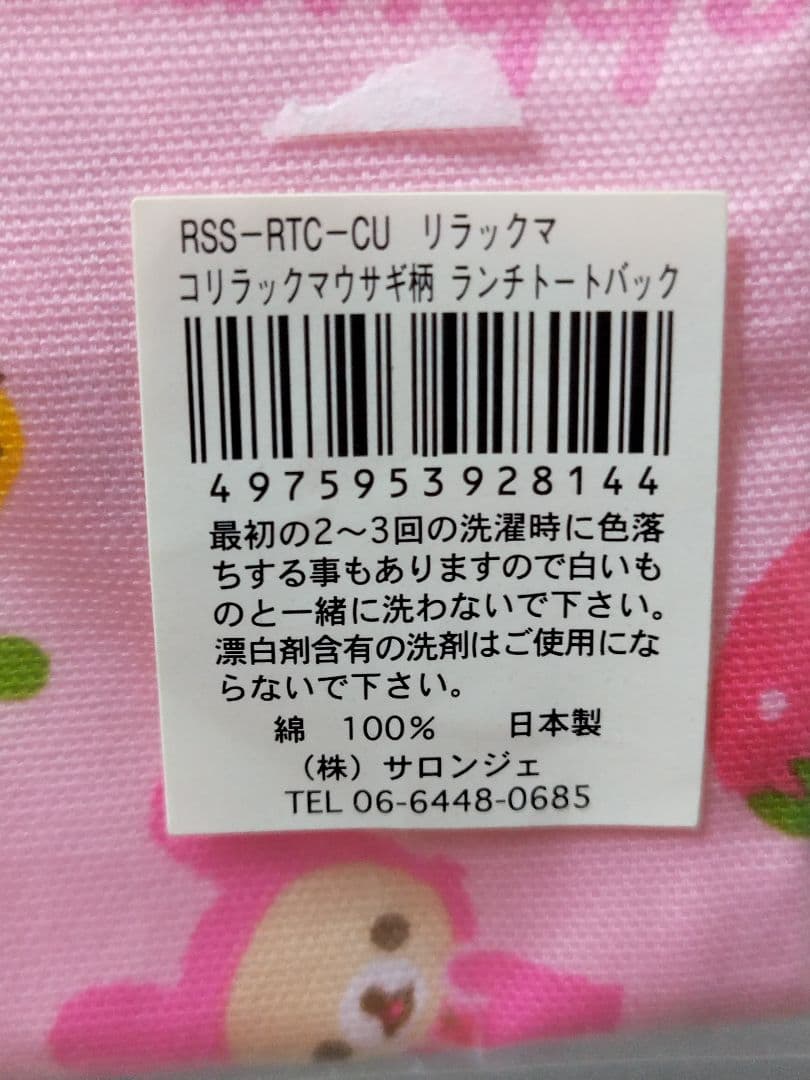 RSS-RTC-CU リラックマ
コリラックマウサギ柄 ランチトートバック
4975953928144
最初の2〜3回の洗濯時に色落
ちする事もありますので白いも
のと一緒に洗わないで下さい。
漂白剤含有の洗剤はご使用にな
らないで下さい。
綿 100% 日本製
（株）サロンジェ
TEL 06-6448-0685